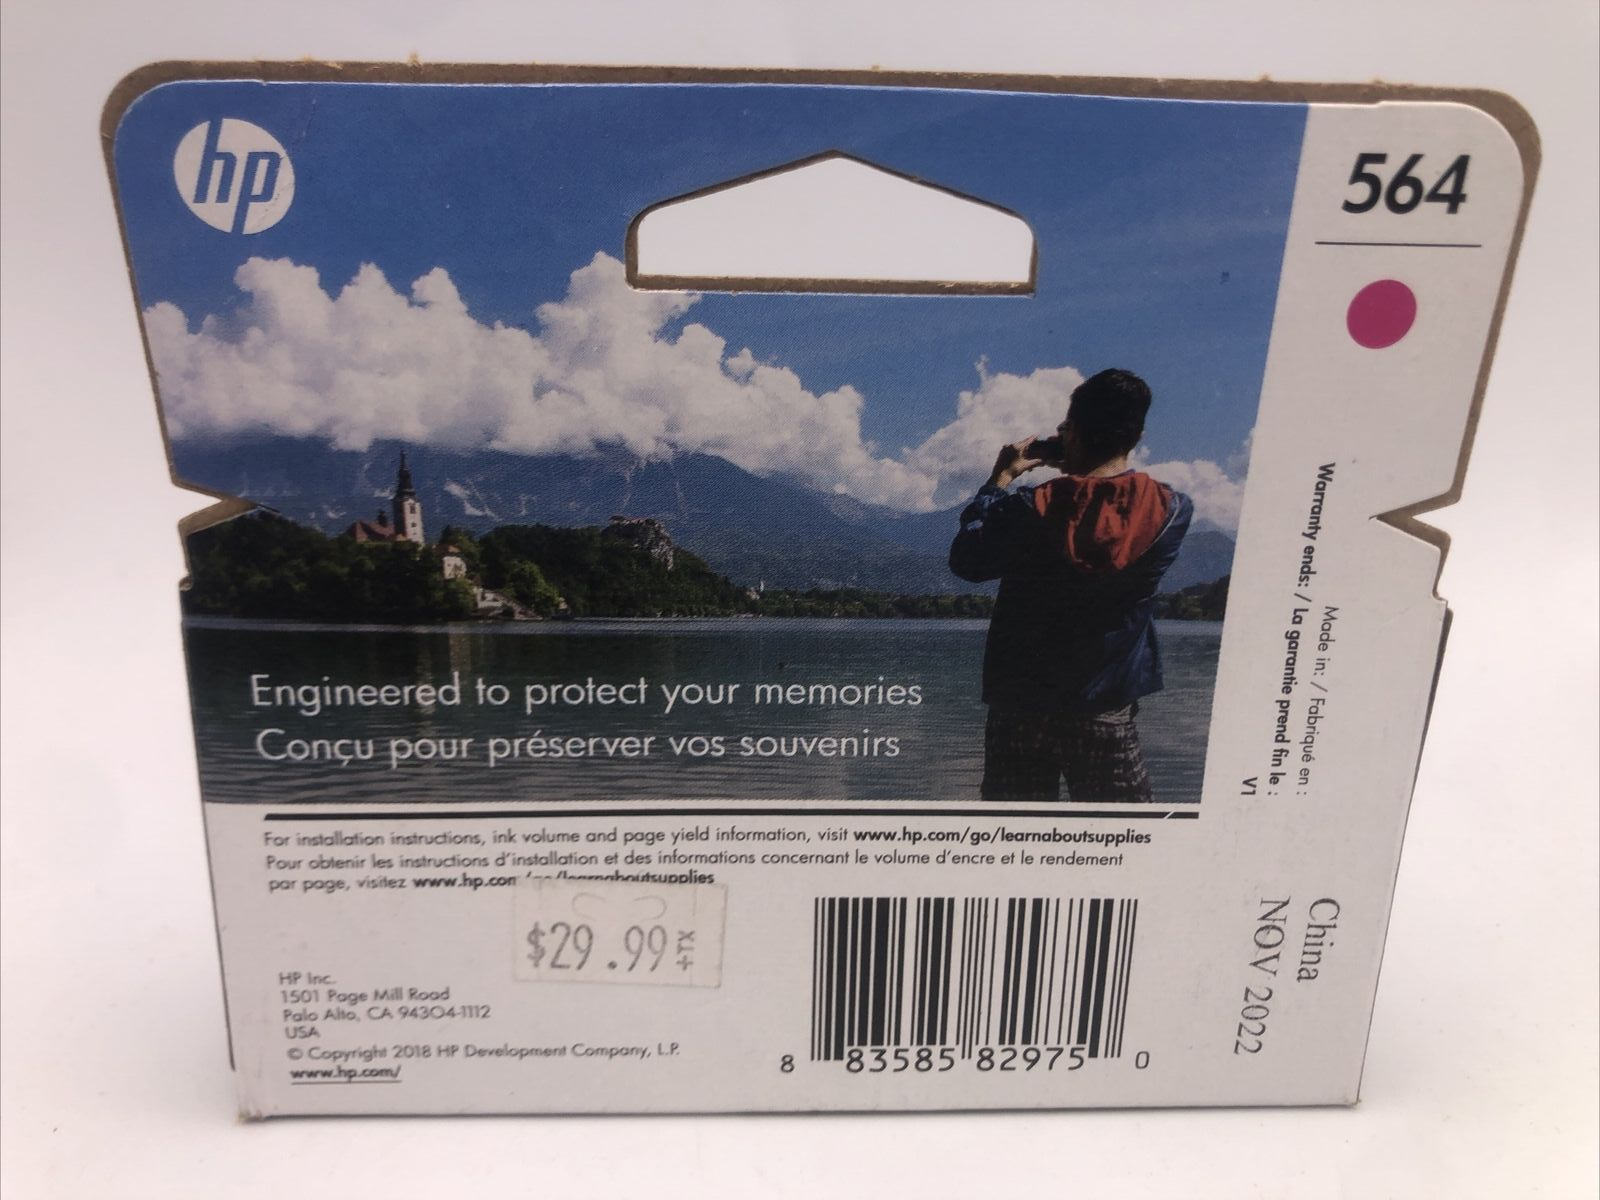 hp
564
Engineered to protect your memories
Conçu pour préserver vos souvenirs
Made in: / Fabriqué en :
Warranty ends: / La garantie prend fin le :
V1
China
NOV 2022
For installation instructions, ink volume and page yield information, visit www.hp.com/go/learnaboutsupplies
Pour obtenir les instructions d'installation et des informations concernant le volume d'encre et le rendement
par page, visitez www.hp.com/go/learnaboutsupplies
$29.99 +TX
HP Inc.
1501 Page Mill Road
Palo Alto, CA 94304-1112
USA
© Copyright 2018 HP Development Company, L.P.
www.hp.com/
8 83585 82975 0